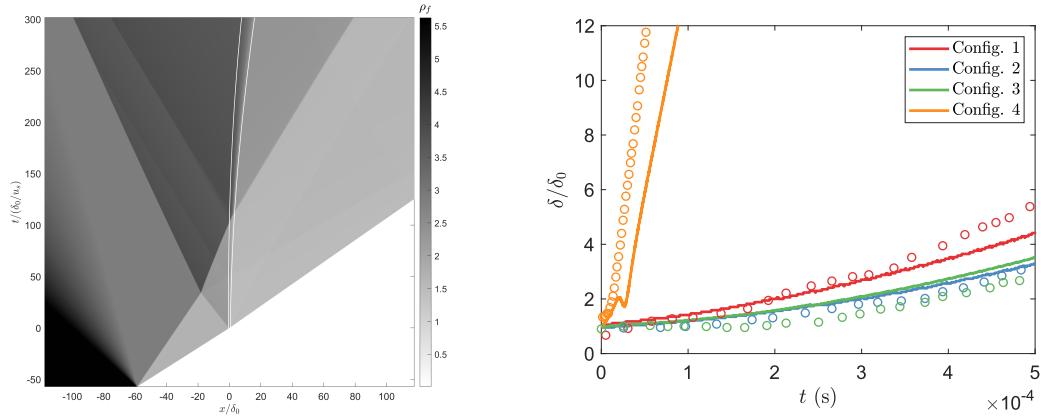 ρ_f
300
250
200
150
100
50
0
-50
t/(δ_0/u_s)
-100 -80 -60 -40 -20 0 20 40 60 80 100
x/δ_0
5.5
5
4.5
4
3.5
3
2.5
2
1.5
1
0.5
12
10
8
6
4
2
0
δ/δ_0
Config. 1
Config. 2
Config. 3
Config. 4
0 1 2 3 4 5
t (s)
×10^-4